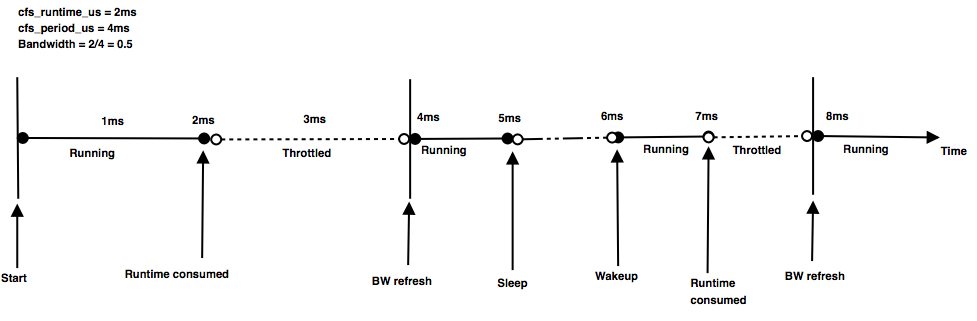 cfs_runtime_us = 2ms
cfs_period_us = 4ms
Bandwidth = 2/4 = 0.5
1ms
2ms
3ms
4ms
5ms
6ms
7ms
8ms
Running
Throttled
Running
Running
Throttled
Running
Time
Start
Runtime consumed
BW refresh
Sleep
Wakeup
Runtime
consumed
BW refresh